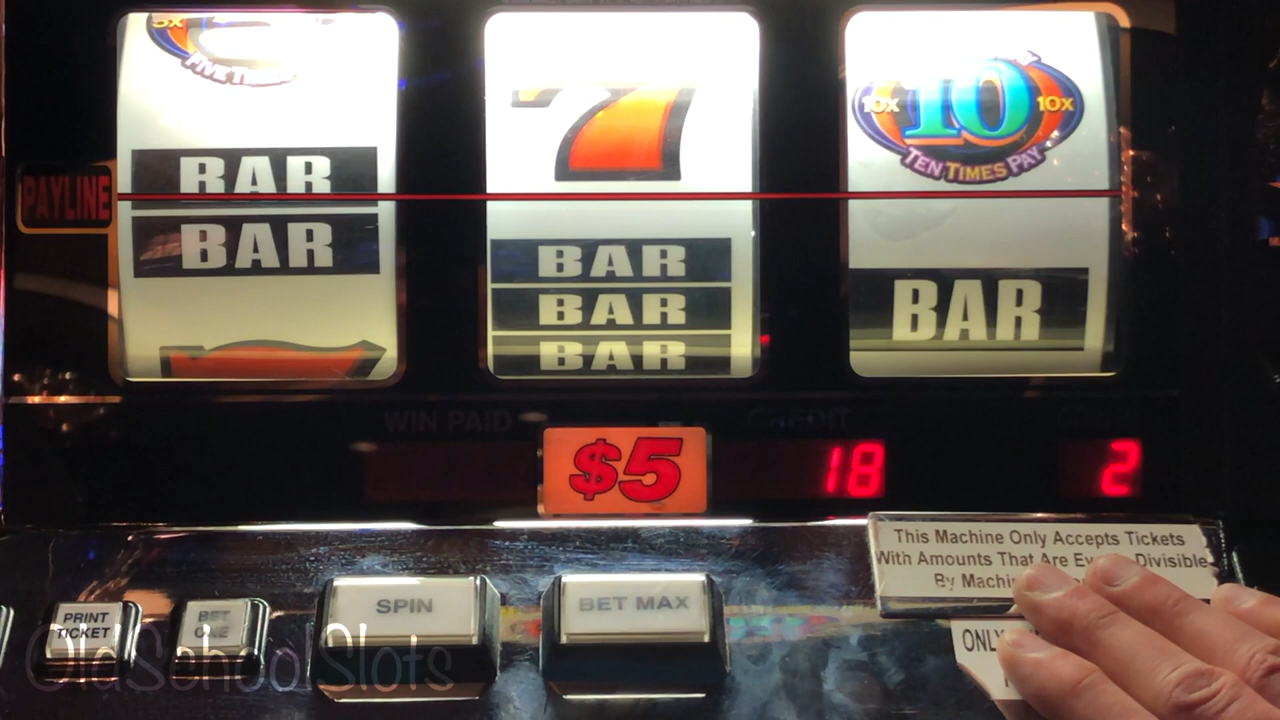 5x
FIVE TIMES
7
10x 10 10x
TEN TIMES PAY
BAR
PAYLINE
BAR
BAR
BAR
BAR
BAR
WIN PAID
CREDIT
$5
18
2
This Machine Only Accepts Tickets
With Amounts That Are Divisible
By
ONLY
PRINT
TICKET
BET
ONE
SPIN
BET MAX
OldSchoolSlots